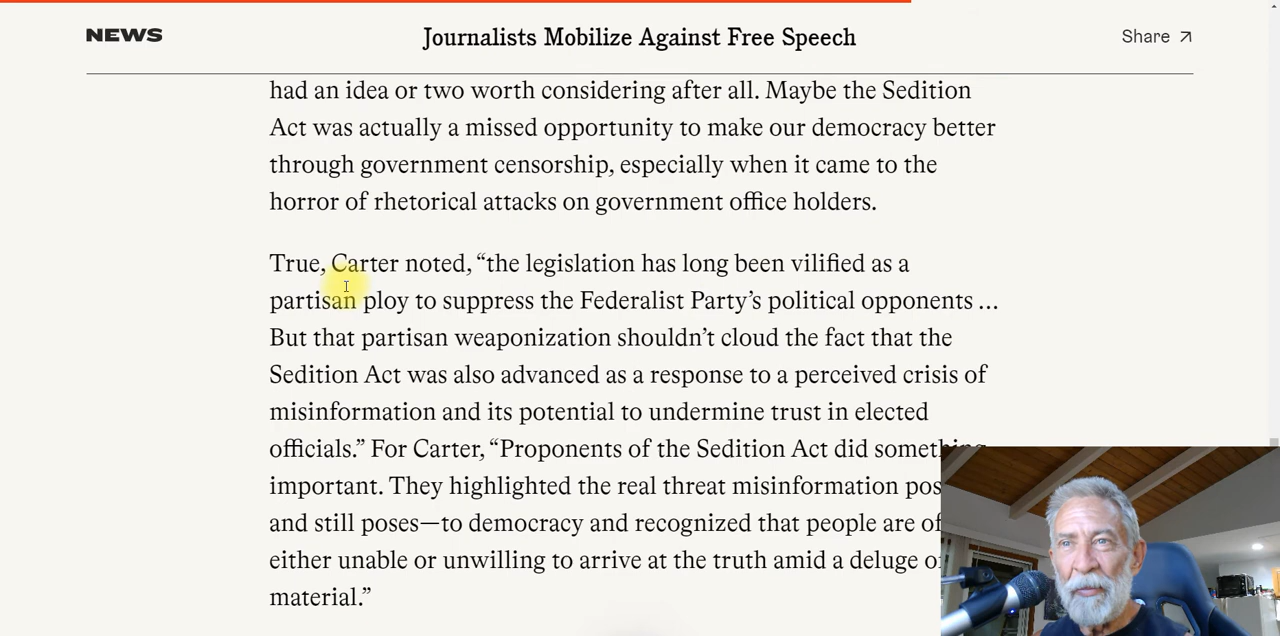 NEWS
Journalists Mobilize Against Free Speech
Share
had an idea or two worth considering after all. Maybe the Sedition
Act was actually a missed opportunity to make our democracy better
through government censorship, especially when it came to the
horror of rhetorical attacks on government office holders.
True, Carter noted, “the legislation has long been vilified as a
partisan ploy to suppress the Federalist Party’s political opponents …
But that partisan weaponization shouldn’t cloud the fact that the
Sedition Act was also advanced as a response to a perceived crisis of
misinformation and its potential to undermine trust in elected
officials.” For Carter, “Proponents of the Sedition Act did something
important. They highlighted the real threat misinformation
and still poses—to democracy and recognized that people are
either unable or unwilling to arrive at the truth amid a deluge
material.”